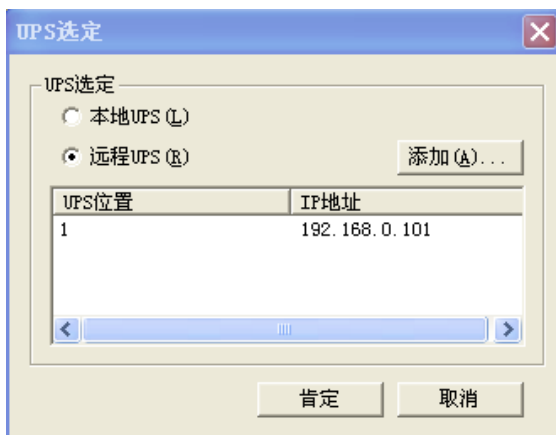 UPS选定
UPS选定
本地UPS(L)
远程UPS(R)
添加(A)...
UPS位置 IP地址
1 192.168.0.101
肯定 取消